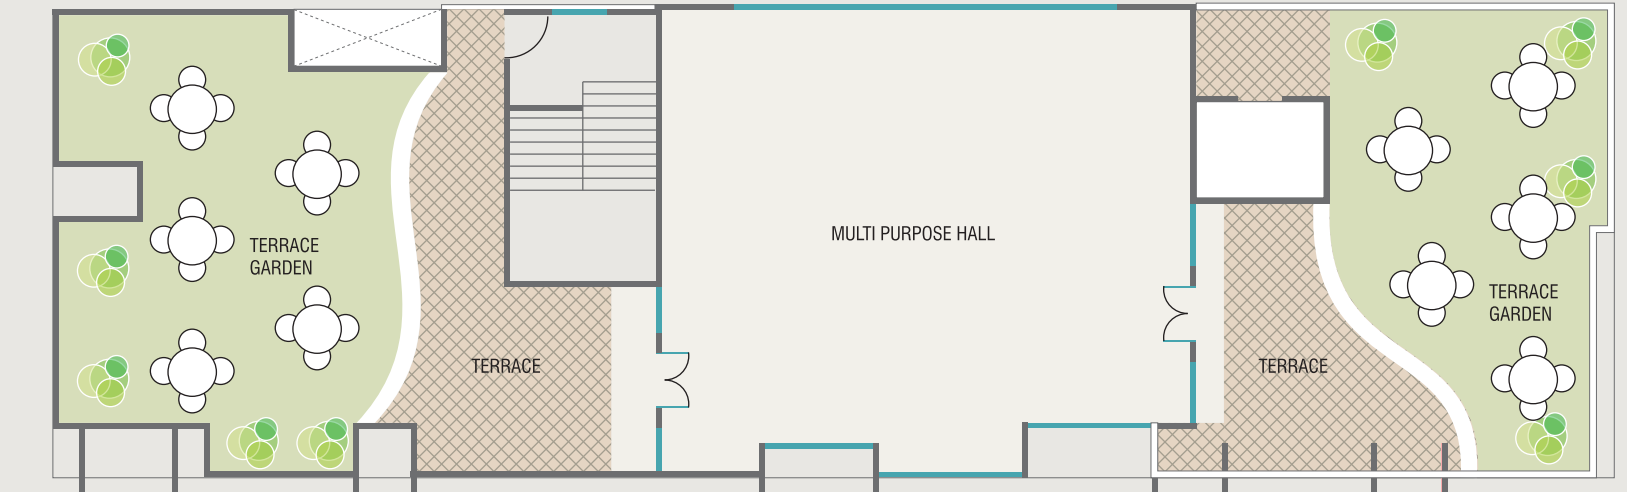 TERRACE
GARDEN
TERRACE
MULTI PURPOSE HALL
TERRACE
TERRACE
GARDEN